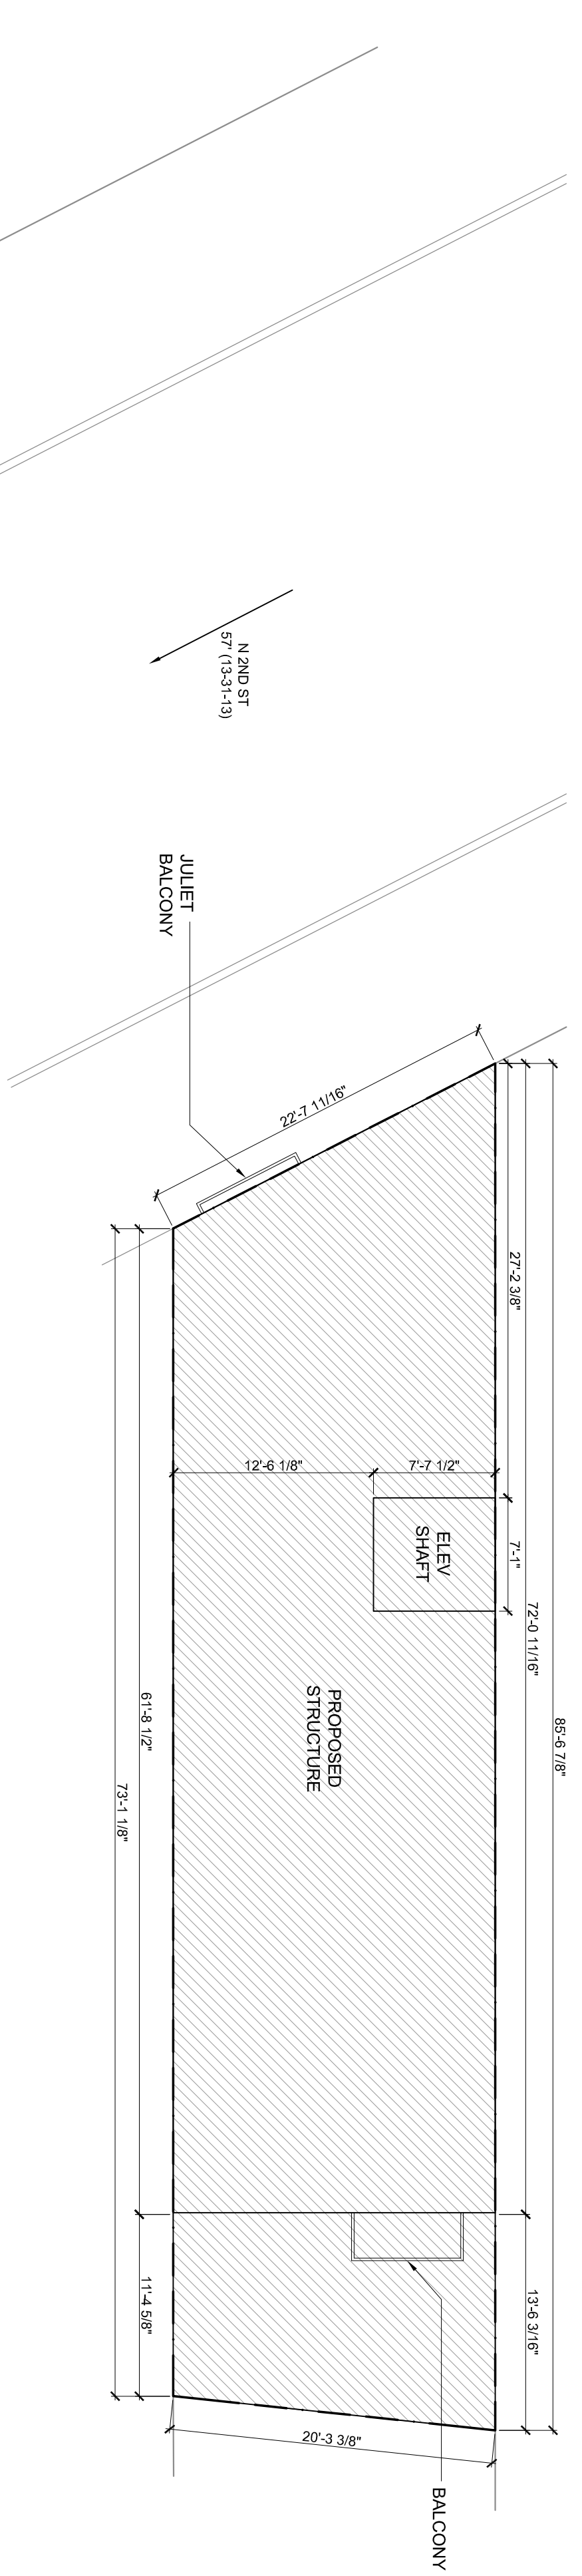 N 2ND ST
57' (13-31-13)
JULIET
BALCONY
22'-7 11/16"
27'-2 3/8"
7'-1"
72'-0 11/16"
85'-6 7/8"
12'-6 1/8"
7'-7 1/2"
ELEV
SHAFT
PROPOSED
STRUCTURE
61'-8 1/2"
73'-1 1/8"
11'-4 5/8"
13'-6 3/16"
20'-3 3/8"
BALCONY